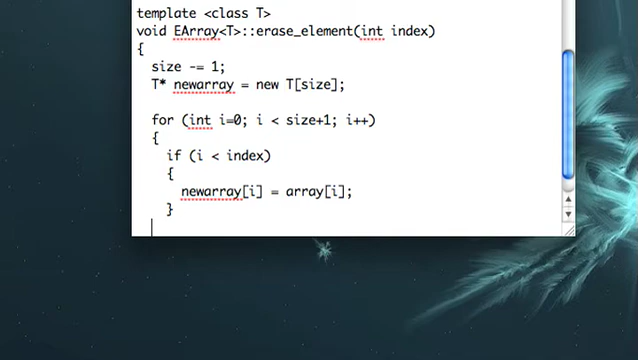 template <class T>
void EArray<T>::erase_element(int index)
{
size -= 1;
T* newarray = new T[size];
for (int i=0; i < size+1; i++)
{
if (i < index)
{
newarray[i] = array[i];
}